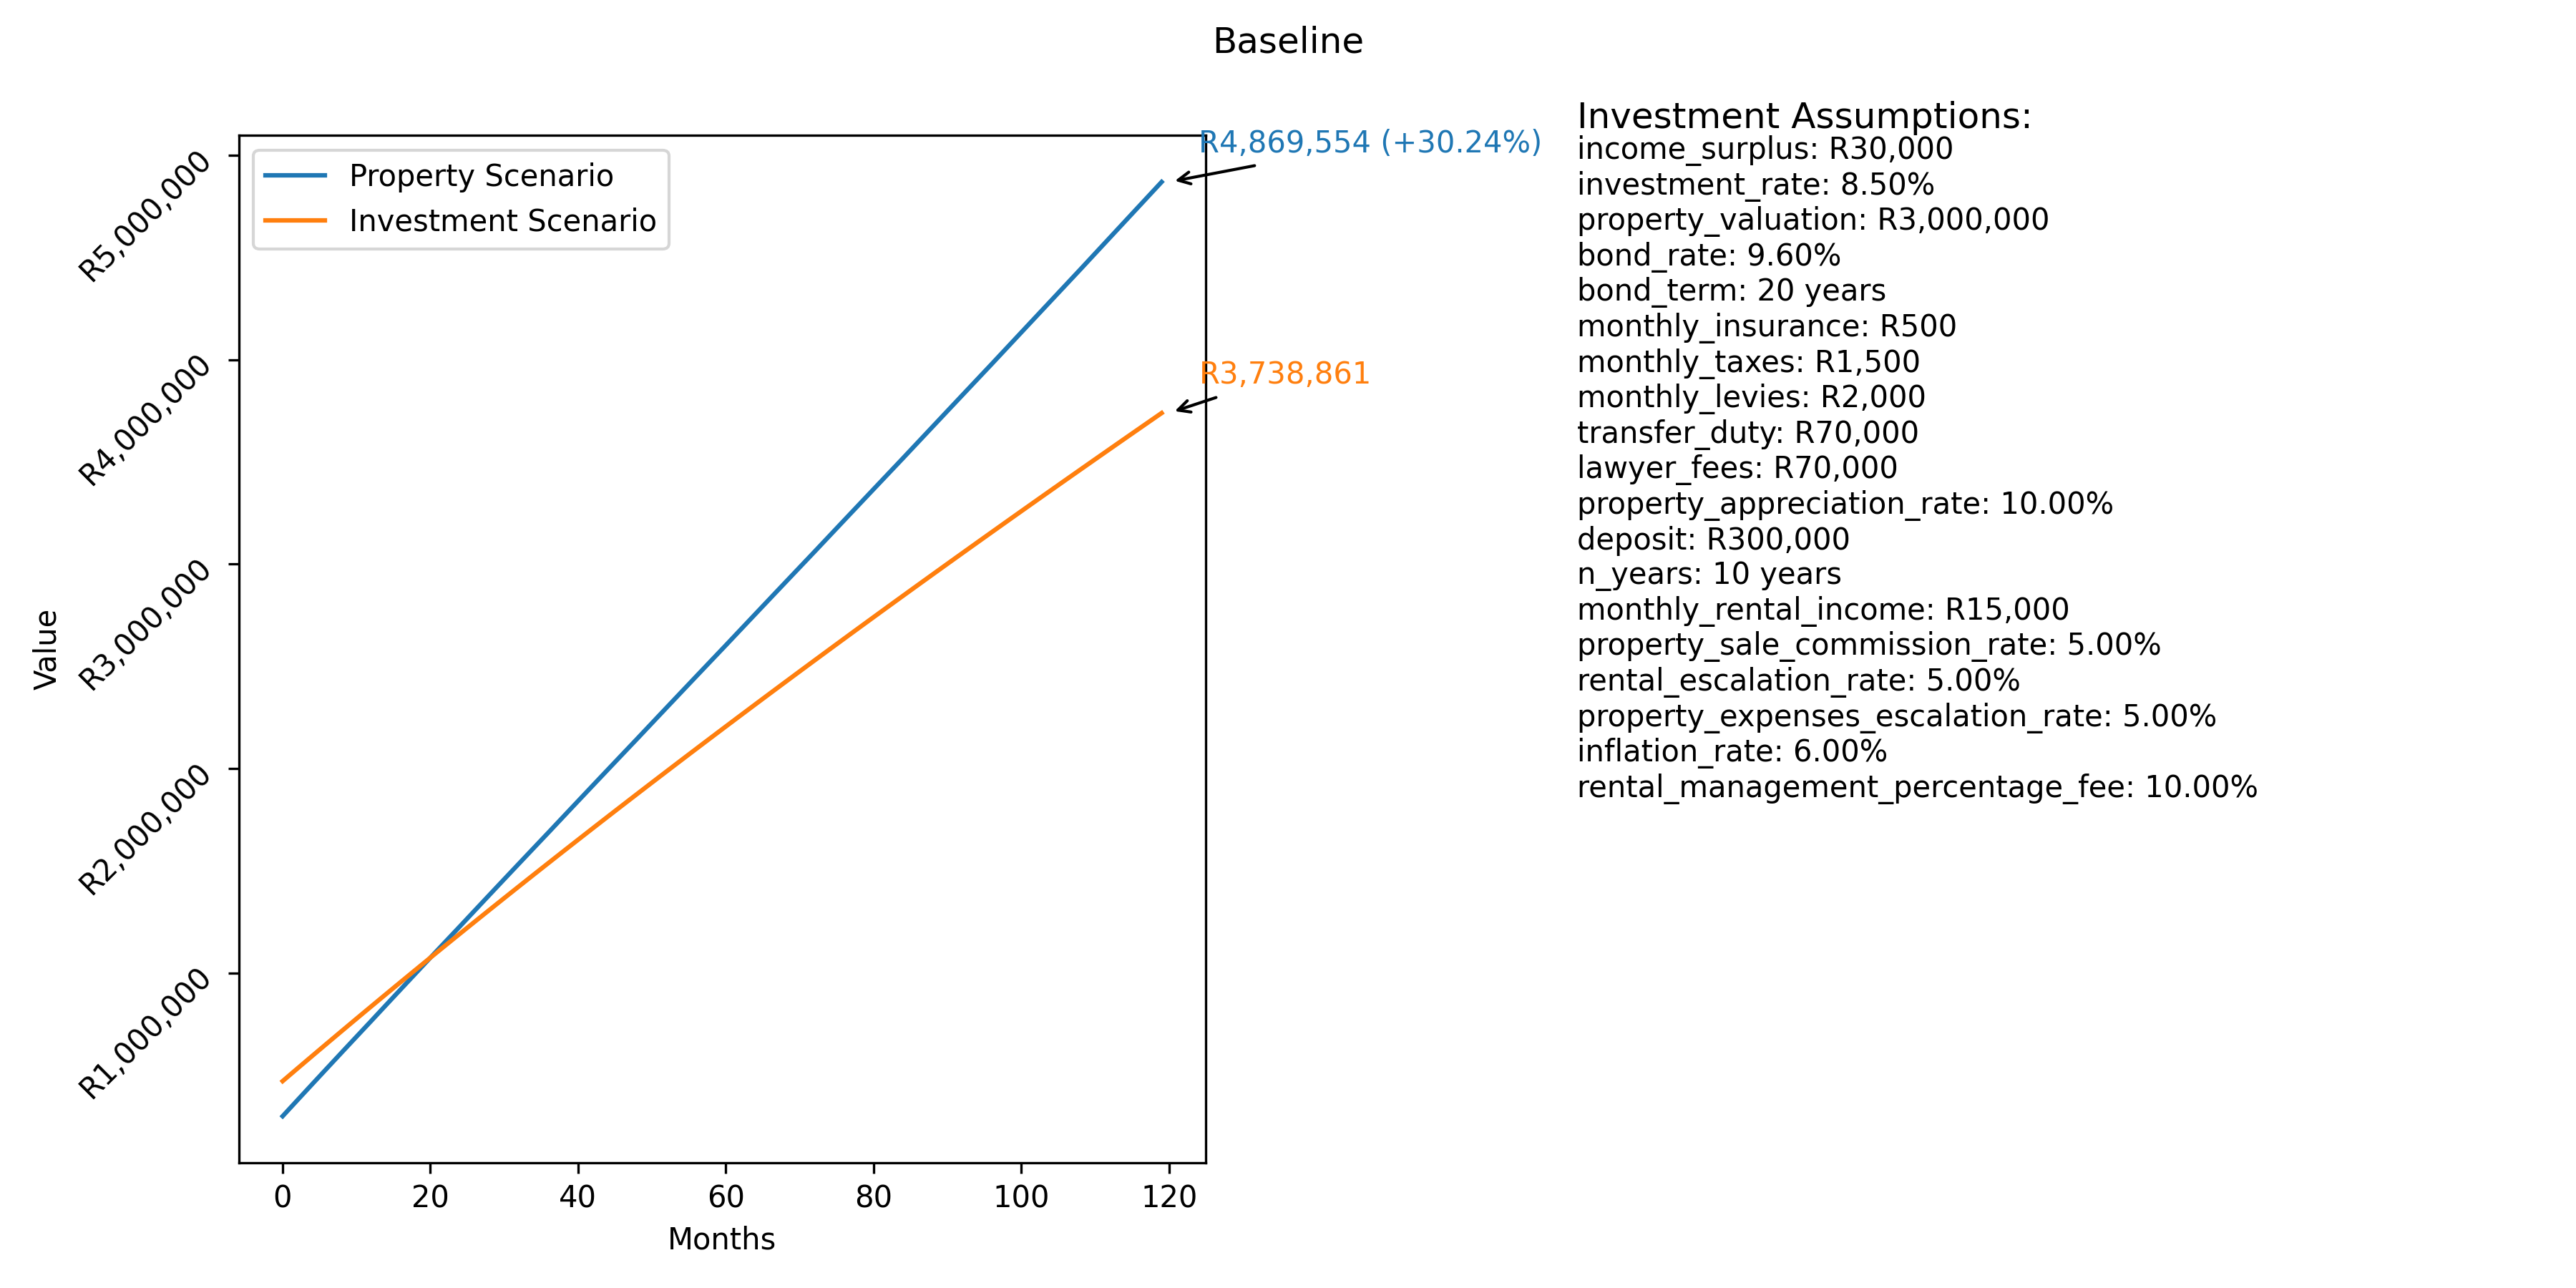 Baseline
R5,000,000
R4,000,000
R3,000,000
R2,000,000
R1,000,000
Value
Property Scenario
Investment Scenario
R4,869,554 (+30.24%)
R3,738,861
0 20 40 60 80 100 120
Months
Investment Assumptions:
income_surplus: R30,000
investment_rate: 8.50%
property_valuation: R3,000,000
bond_rate: 9.60%
bond_term: 20 years
monthly_insurance: R500
monthly_taxes: R1,500
monthly_levies: R2,000
transfer_duty: R70,000
lawyer_fees: R70,000
property_appreciation_rate: 10.00%
deposit: R300,000
n_years: 10 years
monthly_rental_income: R15,000
property_sale_commission_rate: 5.00%
rental_escalation_rate: 5.00%
property_expenses_escalation_rate: 5.00%
inflation_rate: 6.00%
rental_management_percentage_fee: 10.00%